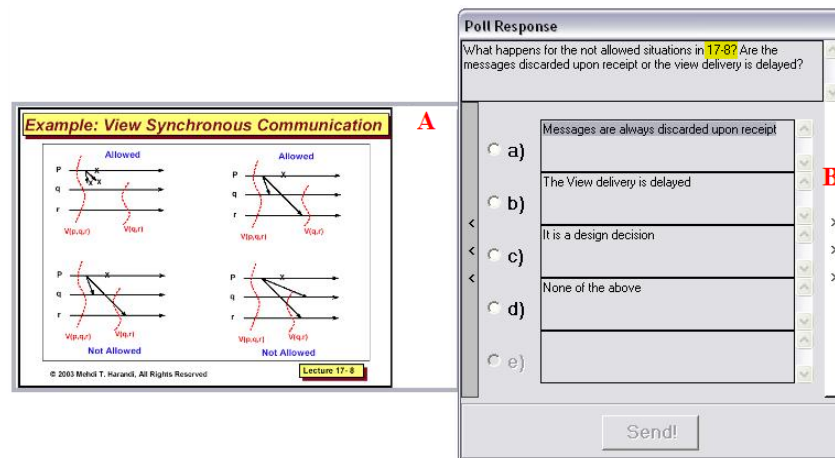 Example: View Synchronous Communication
A
Allowed
Allowed
P
X
X
X
q
r
V(p,q,r)
V(q,r)
P
X
q
r
V(p,q,r)
V(q,r)
P
X
q
r
V(p,q,r)
V(q,r)
Not Allowed
P
X
q
r
V(p,q,r)
V(q,r)
Not Allowed
© 2003 Mehdi T. Harandi, All Rights Reserved
Lecture 17- 8
Poll Response
What happens for the not allowed situations in 17-8? Are the
messages discarded upon receipt or the view delivery is delayed?
a)
Messages are always discarded upon receipt
b)
The View delivery is delayed
c)
It is a design decision
d)
None of the above
e)
B
Send!